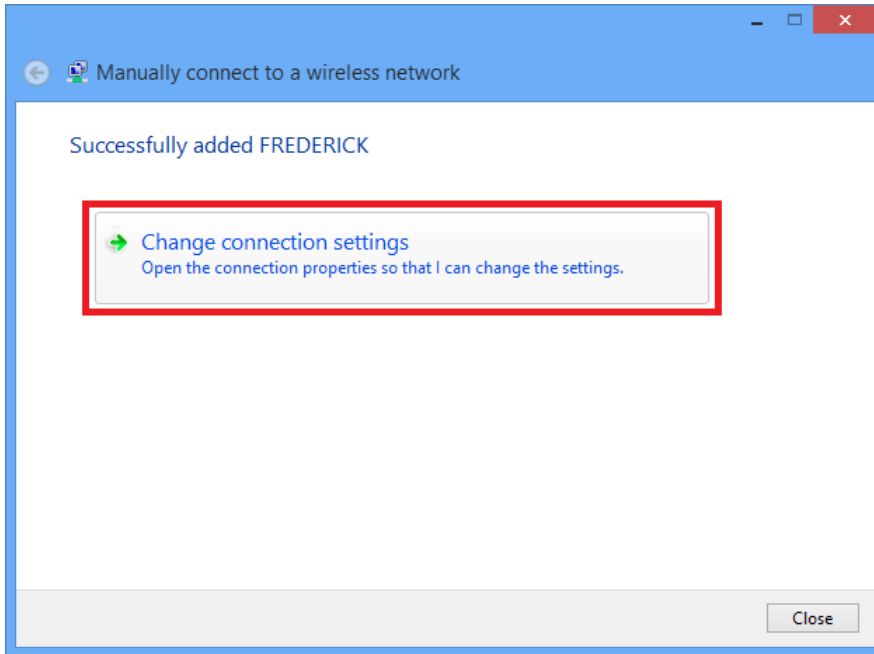 Manually connect to a wireless network
Successfully added FREDERICK
Change connection settings
Open the connection properties so that I can change the settings.
Close